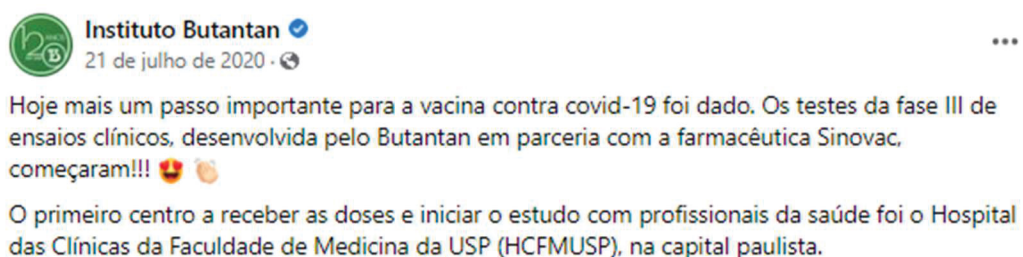 Instituto Butantan
21 de julho de 2020 ·
Hoje mais um passo importante para a vacina contra covid-19 foi dado. Os testes da fase III de
ensaios clínicos, desenvolvida pelo Butantan em parceria com a farmacêutica Sinovac,
começaram!!! 😍 👏🏻
O primeiro centro a receber as doses e iniciar o estudo com profissionais da saúde foi o Hospital
das Clínicas da Faculdade de Medicina da USP (HCFMUSP), na capital paulista.